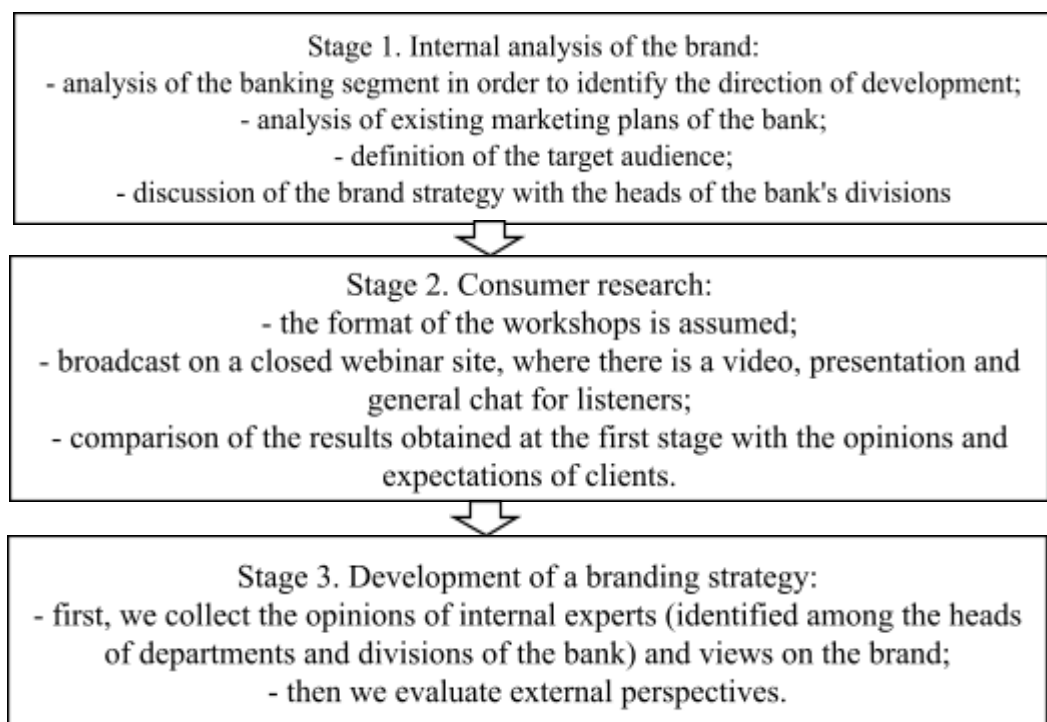 Stage 1. Internal analysis of the brand:
- analysis of the banking segment in order to identify the direction of development;
- analysis of existing marketing plans of the bank;
- definition of the target audience;
- discussion of the brand strategy with the heads of the bank's divisions
Stage 2. Consumer research:
- the format of the workshops is assumed;
- broadcast on a closed webinar site, where there is a video, presentation and
general chat for listeners;
- comparison of the results obtained at the first stage with the opinions and
expectations of clients.
Stage 3. Development of a branding strategy:
- first, we collect the opinions of internal experts (identified among the heads
of departments and divisions of the bank) and views on the brand;
- then we evaluate external perspectives.